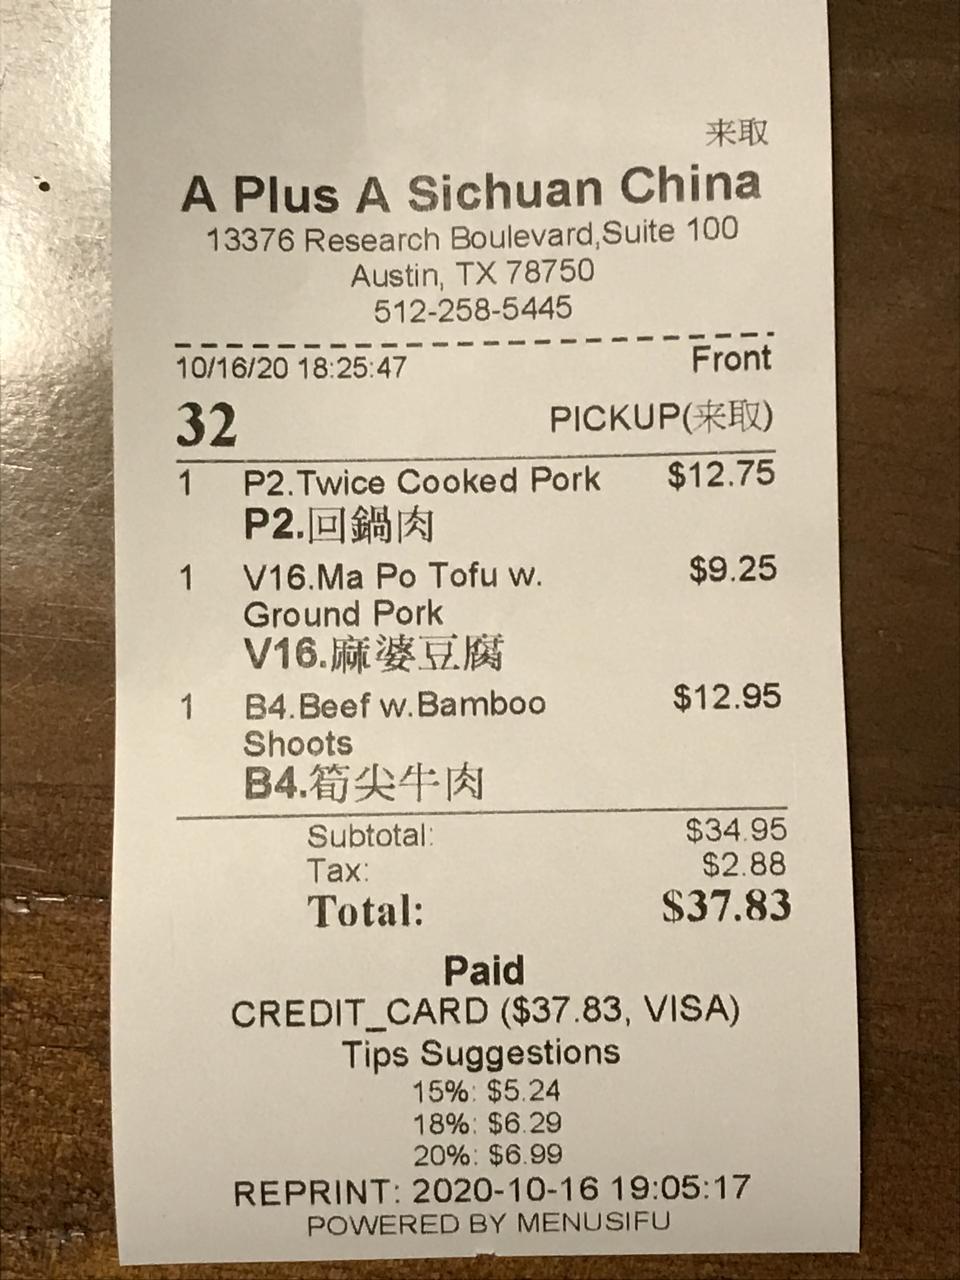 来取
A Plus A Sichuan China
13376 Research Boulevard,Suite 100
Austin, TX 78750
512-258-5445
10/16/20 18:25:47 Front
32 PICKUP(来取)
1 P2.Twice Cooked Pork $12.75
P2.回鍋肉
1 V16.Ma Po Tofu w. $9.25
Ground Pork
V16.麻婆豆腐
1 B4.Beef w.Bamboo $12.95
Shoots
B4.筍尖牛肉
Subtotal: $34.95
Tax: $2.88
Total: $37.83
Paid
CREDIT_CARD ($37.83, VISA)
Tips Suggestions
15%: $5.24
18%: $6.29
20%: $6.99
REPRINT: 2020-10-16 19:05:17
POWERED BY MENUSIFU